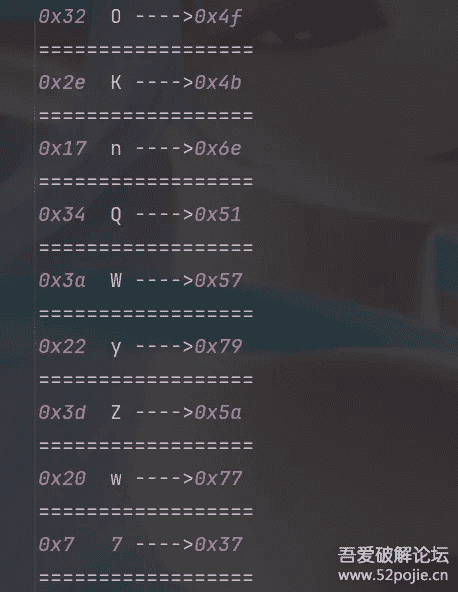 0x32  O ---->0x4f
==================
0x2e  K ---->0x4b
==================
0x17  n ---->0x6e
==================
0x34  Q ---->0x51
==================
0x3a  W ---->0x57
==================
0x22  y ---->0x79
==================
0x3d  Z ---->0x5a
==================
0x20  w ---->0x77
==================
0x7   7 ---->0x37
==================
吾爱破解论坛
www.52pojie.cn